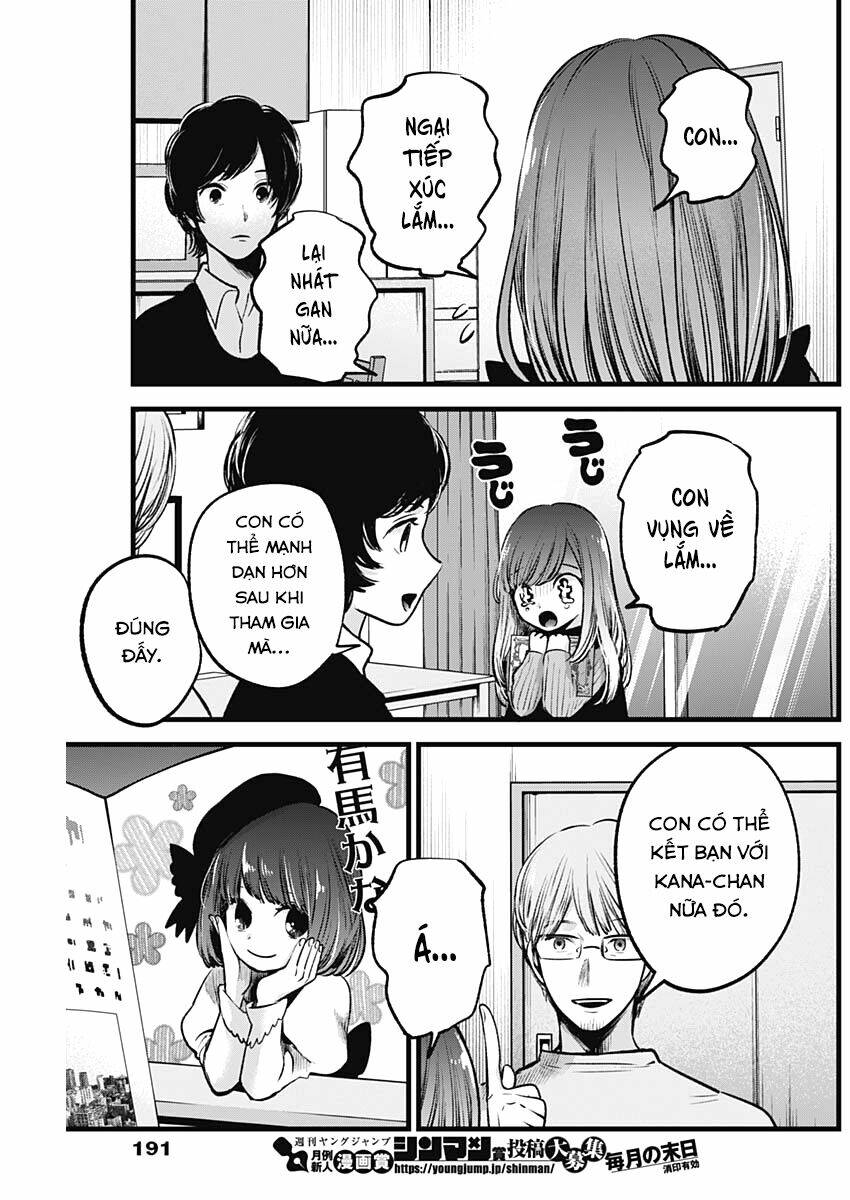 CON...
NGẠI
TIẾP
XÚC
LẮM...
LẠI
NHÁT
GAN
NỮA...
うじ
うじ
CON
VỤNG VỀ
LẮM...
CON CÓ
THỂ MẠNH
DẠN HƠN
SAU KHI
THAM GIA
MÀ...
ĐÚNG
ĐẤY.
CON CÓ THỂ
KẾT BẠN VỚI
KANA-CHAN
NỮA ĐÓ.
Á...
有馬かな
191
週刊ヤングジャンプ
月例
新人
漫画賞
シンマン賞投稿大募集
https://youngjump.jp/shinman/
毎月の末日
消印有効